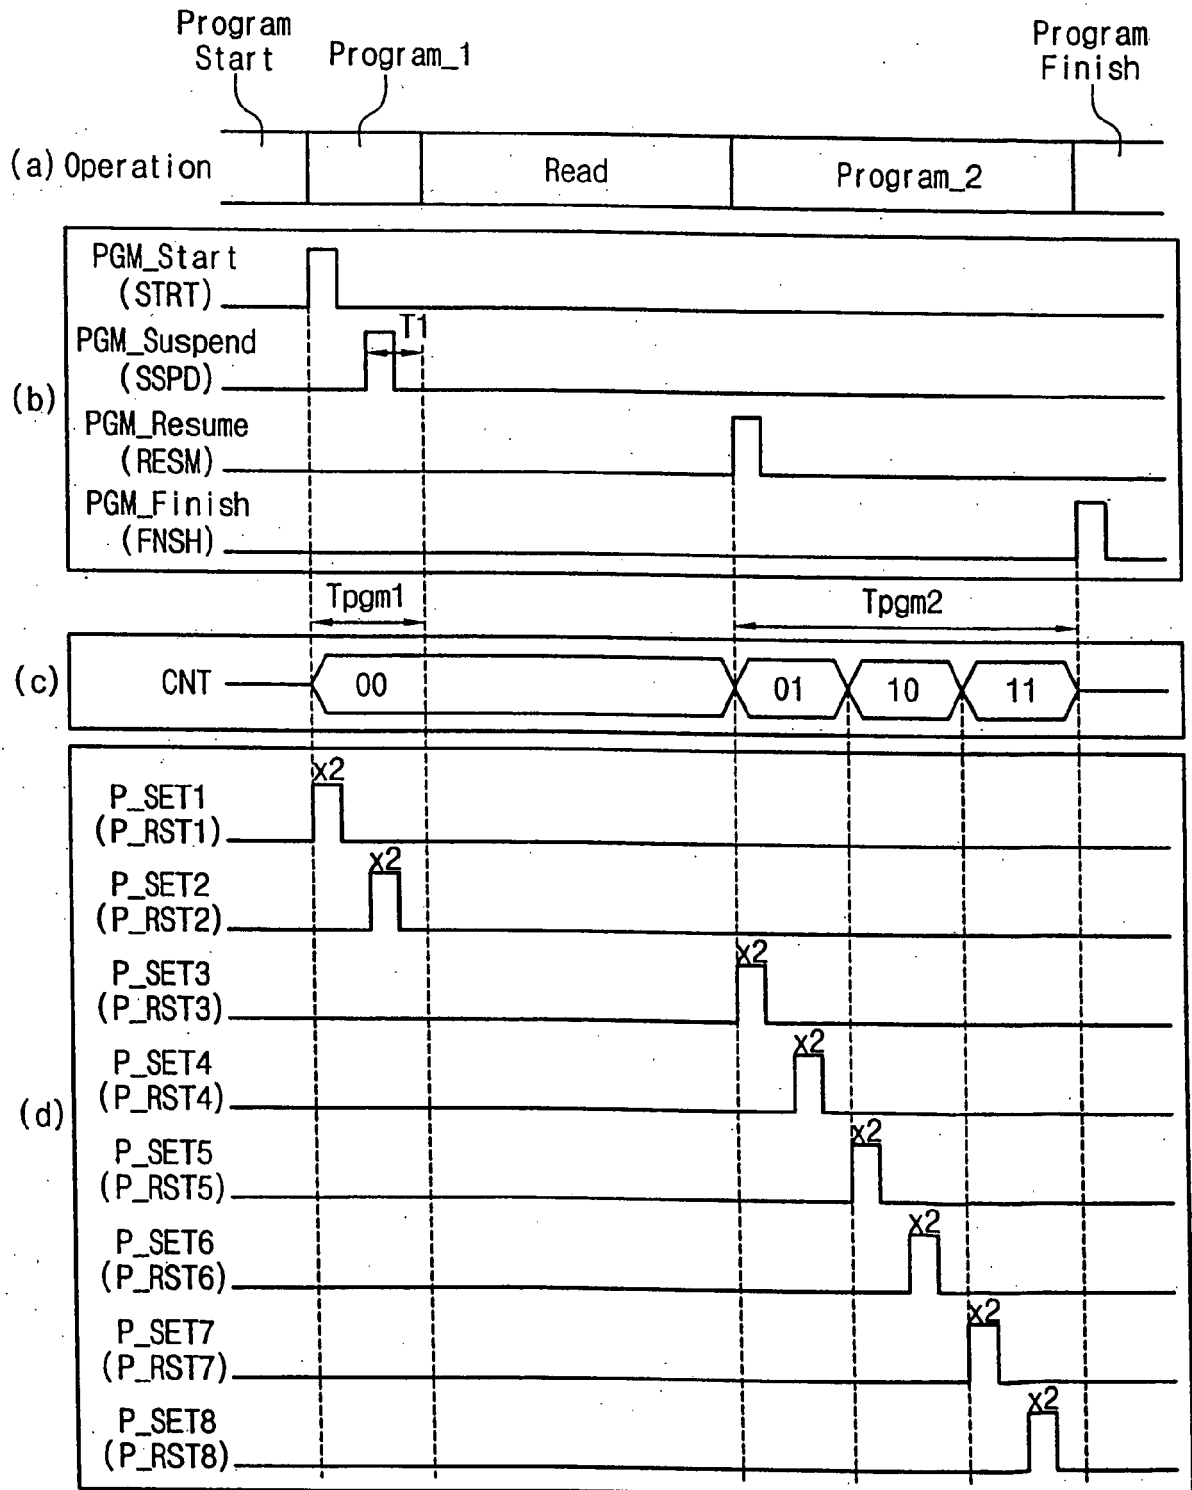 Program
Start
Program_1
Program
Finish
(a) Operation
Read
Program_2
(b)
PGM_Start
(STRT)
T1
PGM_Suspend
(SSPD)
PGM_Resume
(RESM)
PGM_Finish
(FNSH)
Tpgm1
Tpgm2
(c)
CNT
00
01
10
11
(d)
x2
P_SET1
(P_RST1)
x2
P_SET2
(P_RST2)
x2
P_SET3
(P_RST3)
x2
P_SET4
(P_RST4)
x2
P_SET5
(P_RST5)
x2
P_SET6
(P_RST6)
x2
P_SET7
(P_RST7)
x2
P_SET8
(P_RST8)